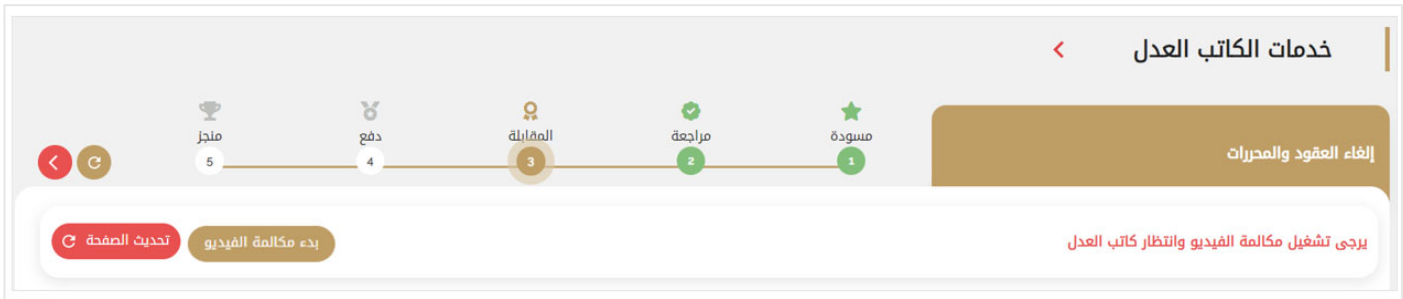 خدمات الكاتب العدل
إلغاء العقود والمحررات
مسودة
1
مراجعة
2
المقابلة
3
دفع
4
منجز
5
يرجى تشغيل مكالمة الفيديو وانتظار كاتب العدل
بدء مكالمة الفيديو
تحديث الصفحة